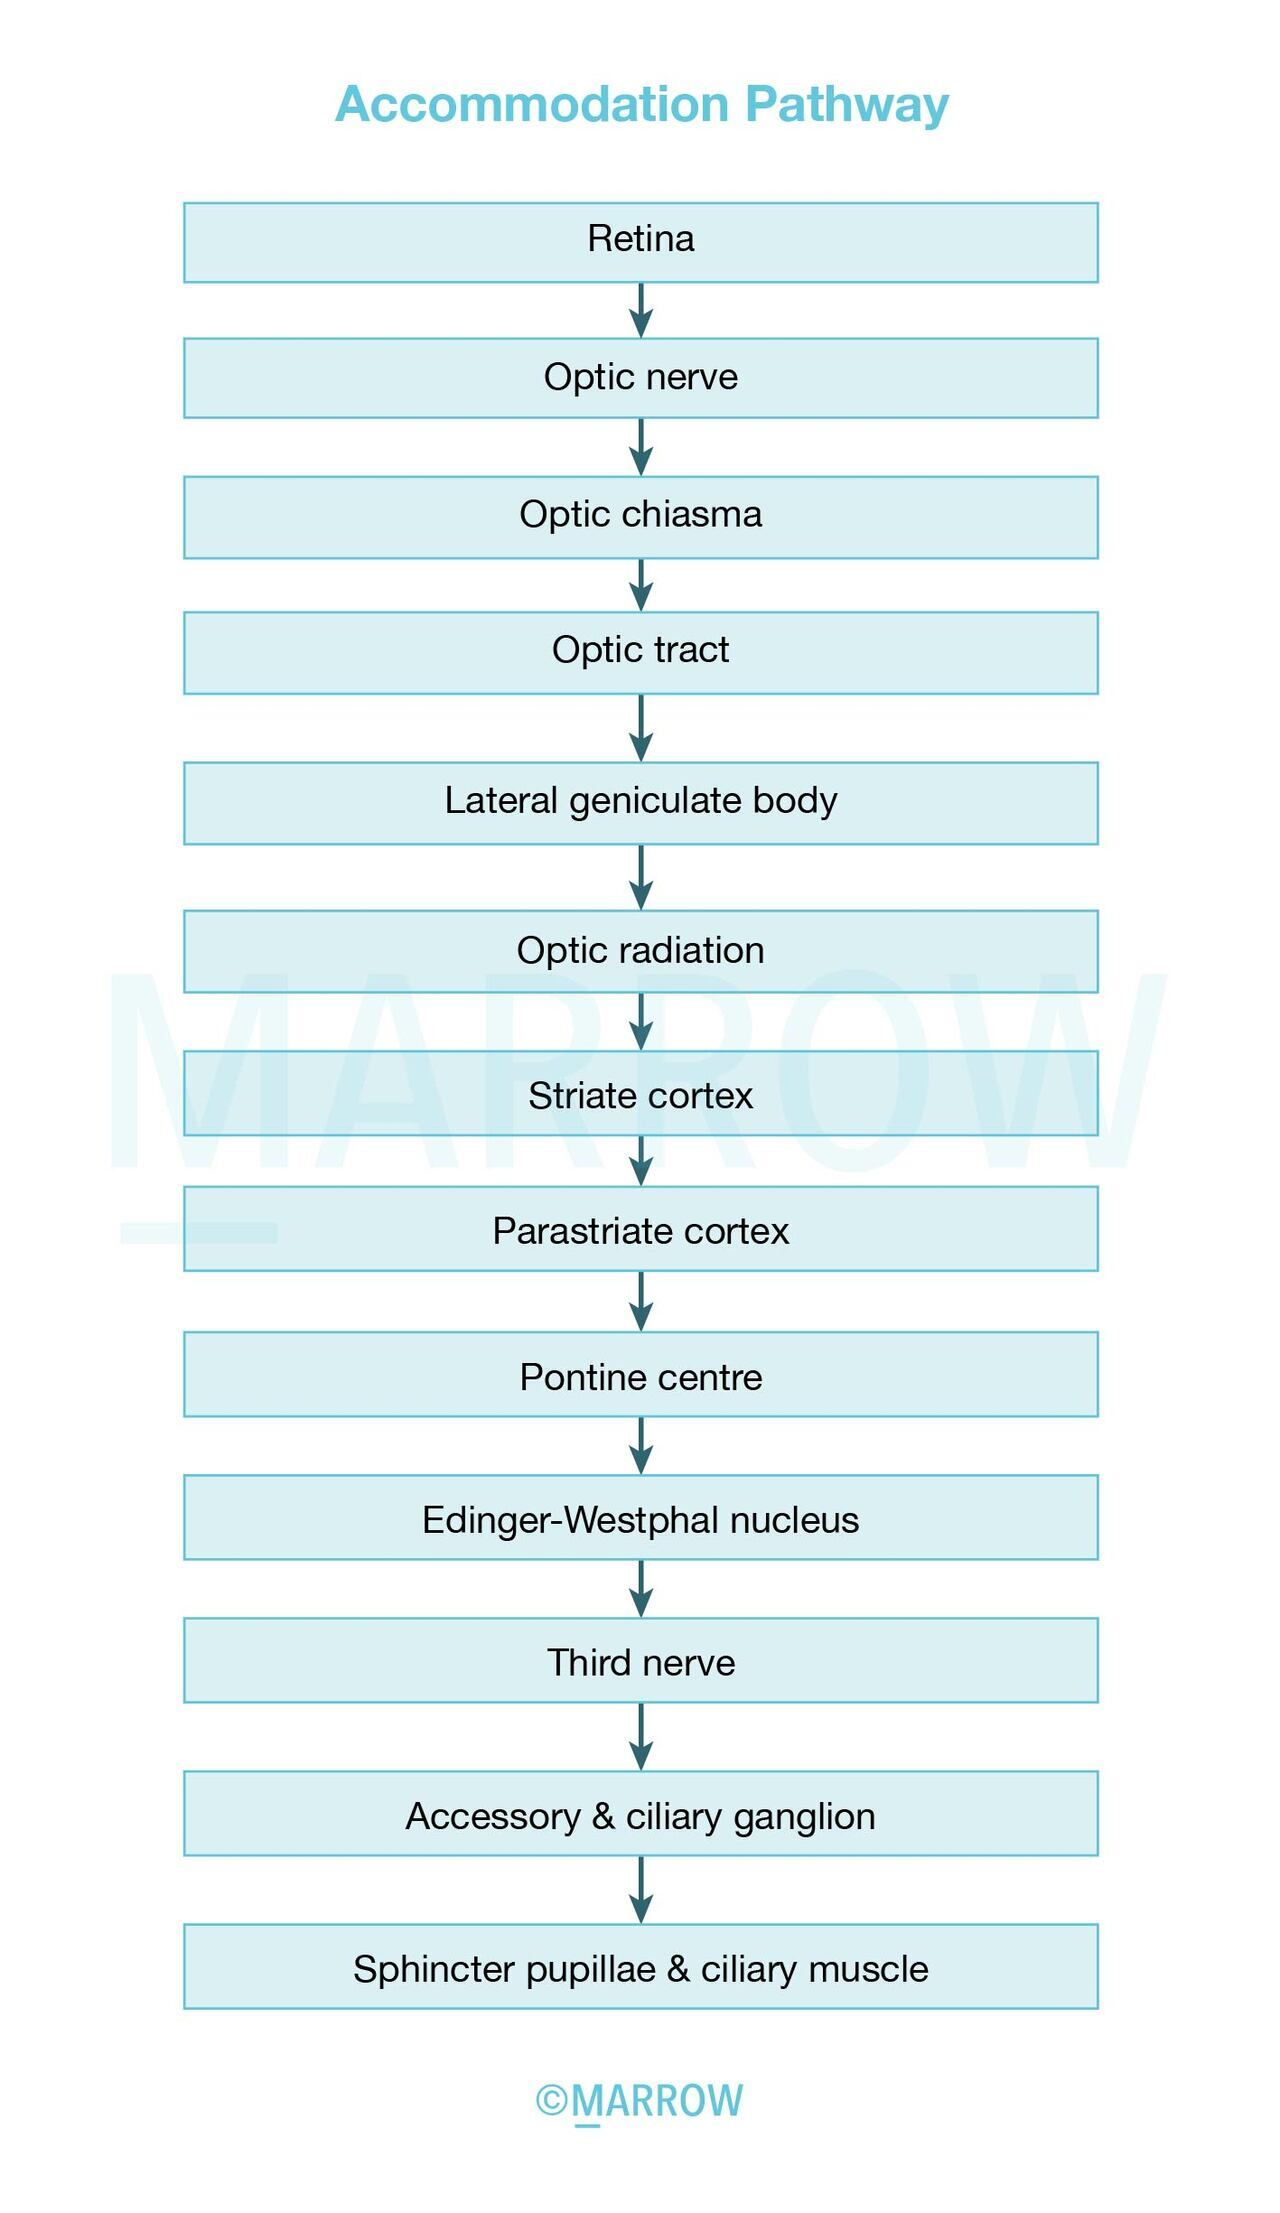 Accommodation Pathway
Retina
Optic nerve
Optic chiasma
Optic tract
Lateral geniculate body
Optic radiation
MARROW
Striate cortex
Parastriate cortex
Pontine centre
Edinger-Westphal nucleus
Third nerve
Accessory & ciliary ganglion
Sphincter pupillae & ciliary muscle
©MARROW